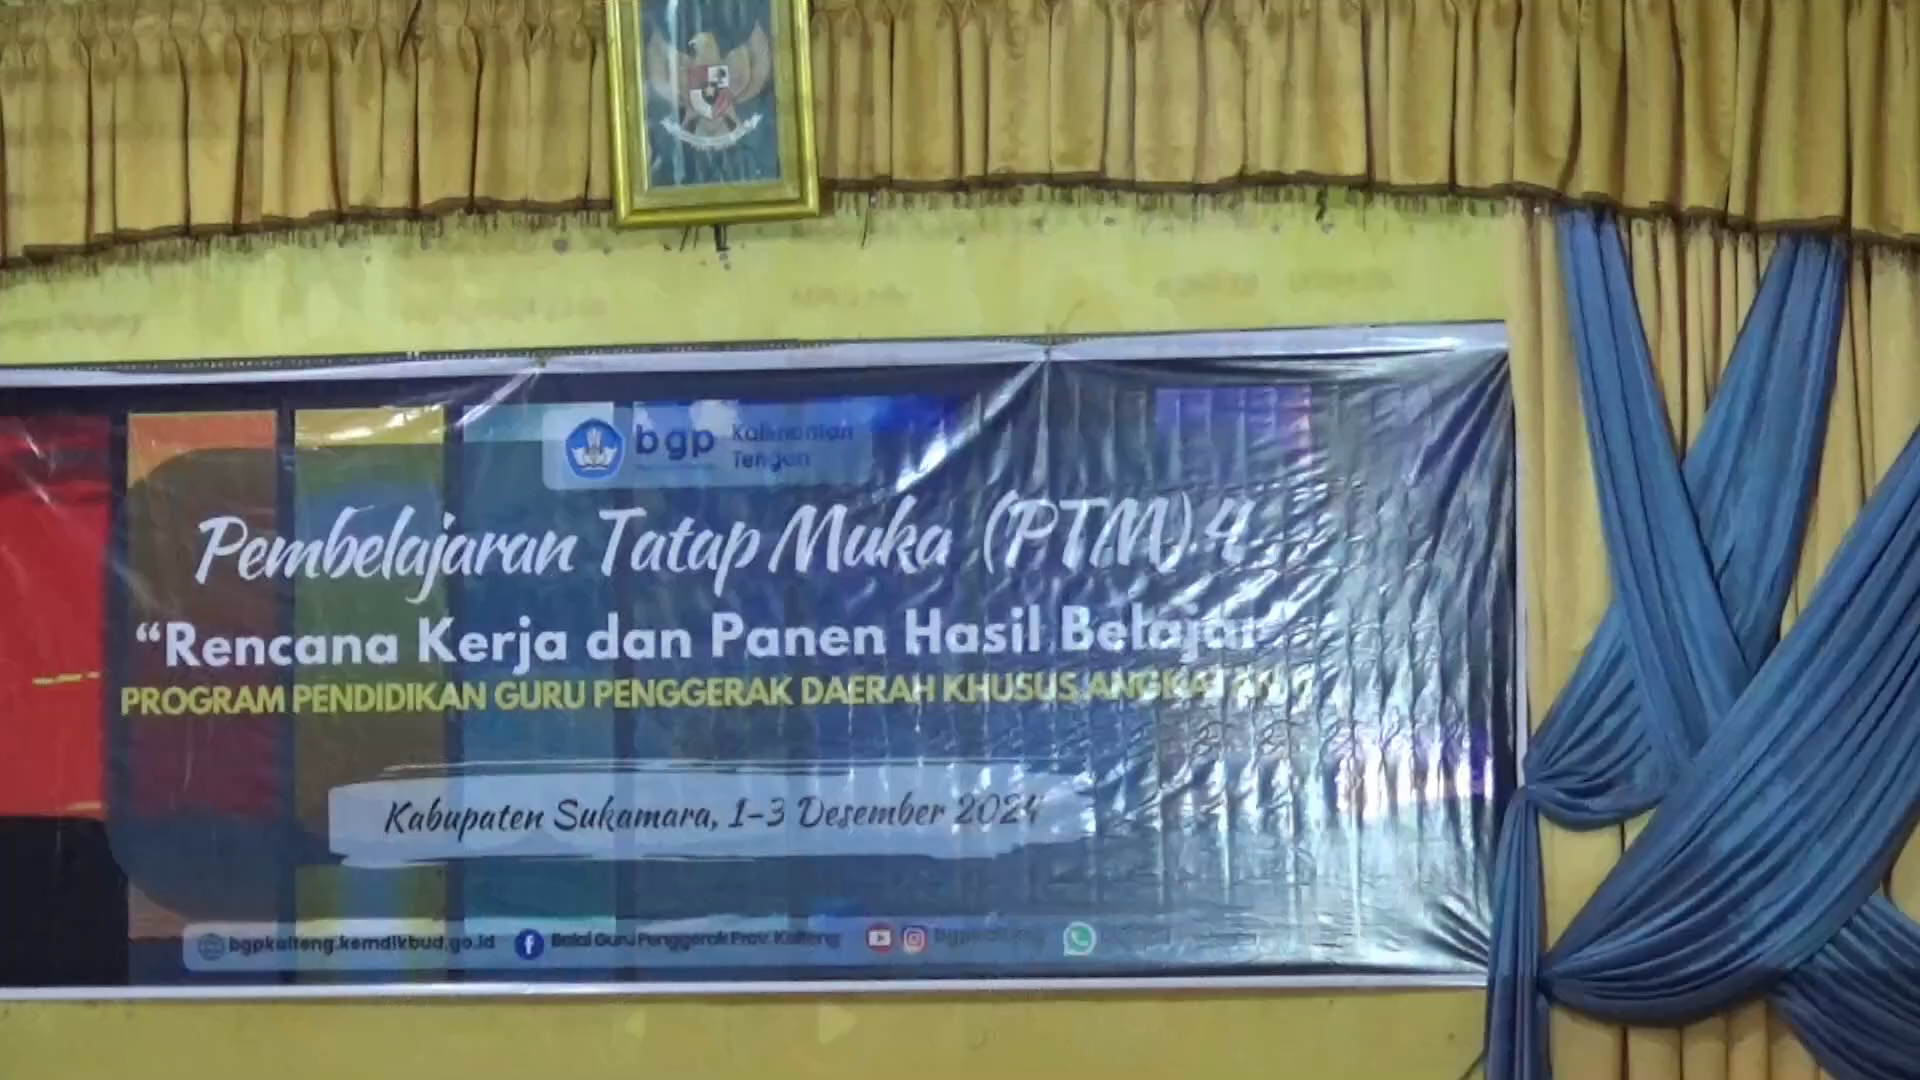 bgp Kalimantan
Tengah
Pembelajaran Tatap Muka (PTM) 4
“Rencana Kerja dan Panen Hasil Belajar”
PROGRAM PENDIDIKAN GURU PENGGERAK DAERAH KHUSUS ANGKATAN
Kabupaten Sukamara, 1-3 Desember 2024
bgpkalteng.kemdikbud.go.id Balai Guru Penggerak Prov. Kalteng